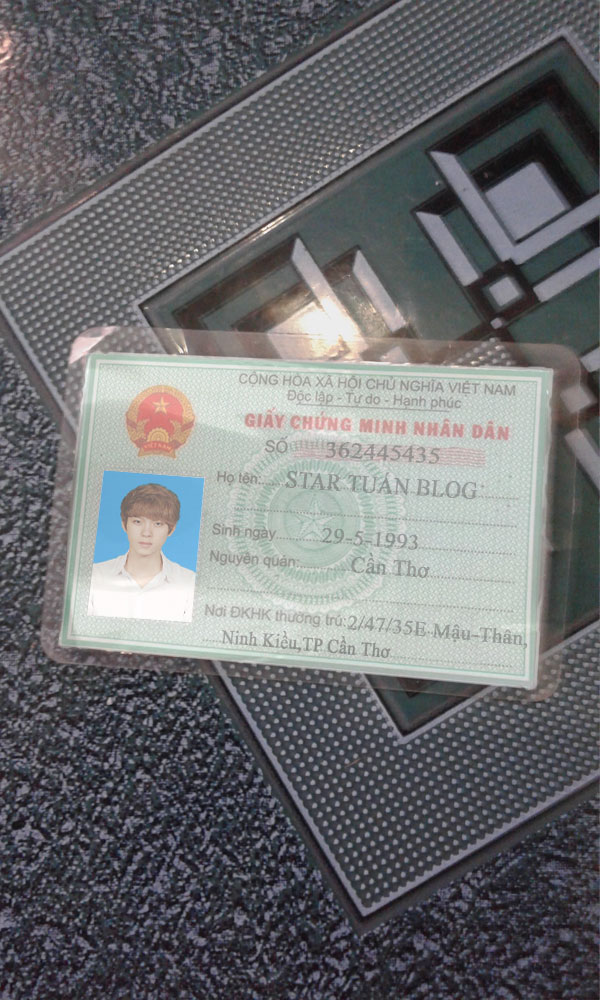 CỘNG HÒA XÃ HỘI CHỦ NGHĨA VIỆT NAM
Độc lập - Tự do - Hạnh phúc
GIẤY CHỨNG MINH NHÂN DÂN
SỐ 362445435
Họ tên: STAR TUẤN BLOG
Sinh ngày 29-5-1993
Nguyên quán: Cần Thơ
Nơi ĐKHK thường trú: 2/47/35E Mậu-Thân,
Ninh Kiều, TP Cần Thơ
VIỆT NAM